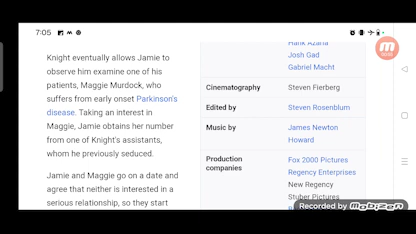 7:05
Knight eventually allows Jamie to
observe him examine one of his
patients, Maggie Murdock, who
suffers from early onset Parkinson's
disease. Taking an interest in
Maggie, Jamie obtains her number
from one of Knight's assistants,
whom he previously seduced.
Jamie and Maggie go on a date and
agree that neither is interested in a
serious relationship, so they start
Hank Azaria
Josh Gad
Gabriel Macht
Cinematography Steven Fierberg
Edited by Steven Rosenblum
Music by James Newton
Howard
Production Fox 2000 Pictures
companies Regency Enterprises
New Regency
Stuber Pictures
Recorded by Mobizen